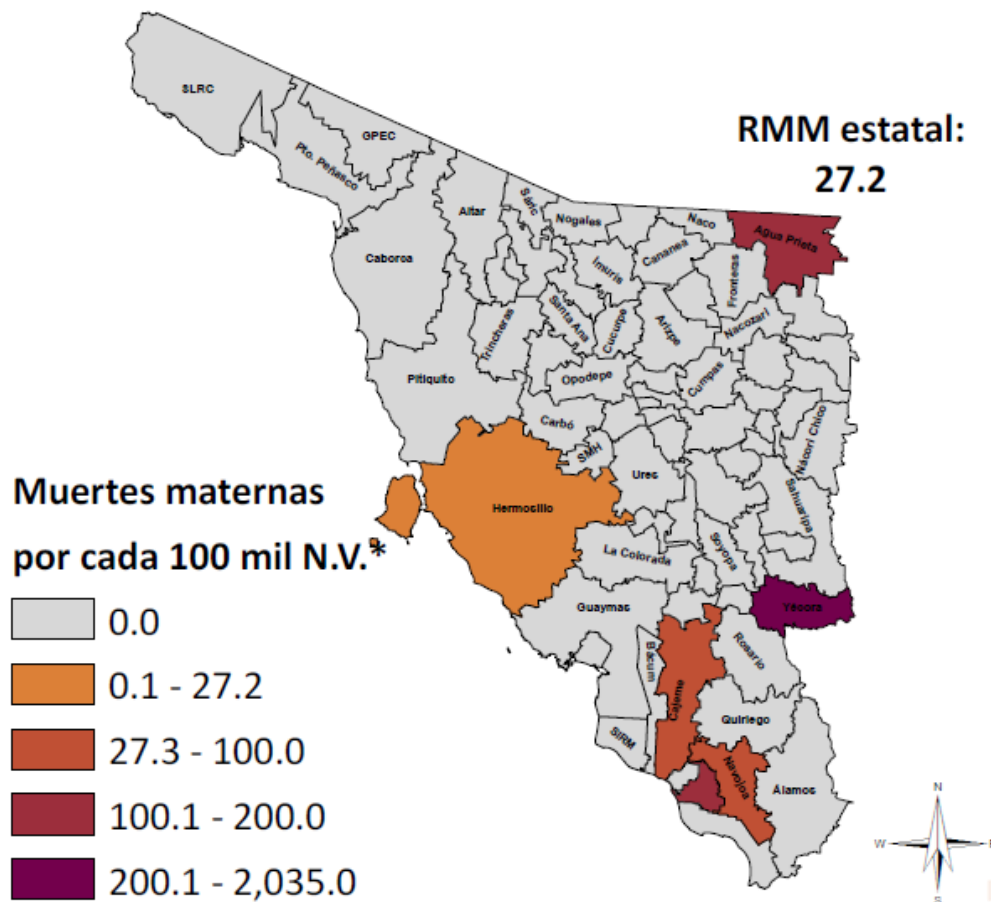 SLRC
GPEC
Pto. Peñasco
RMM estatal:
27.2
Altar
Sáric
Nogales
Naco
Agua Prieta
Caboroa
Imuris
Cananea
Fronteras
Santa Ana
Cucurpe
Arizpe
Nacozari
Trincheras
Pitiquito
Opodepe
Cumpas
Carbó
SMH
Ures
Nácori Chico
Sahuaripa
Hermosillo
La Colorada
Soyopa
Guaymas
Yécora
Bácum
Rosario
Cajeme
Quiriego
SIRM
Navojoa
Álamos
Muertes maternas
por cada 100 mil N.V.*
0.0
0.1 - 27.2
27.3 - 100.0
100.1 - 200.0
200.1 - 2,035.0
N
W
S